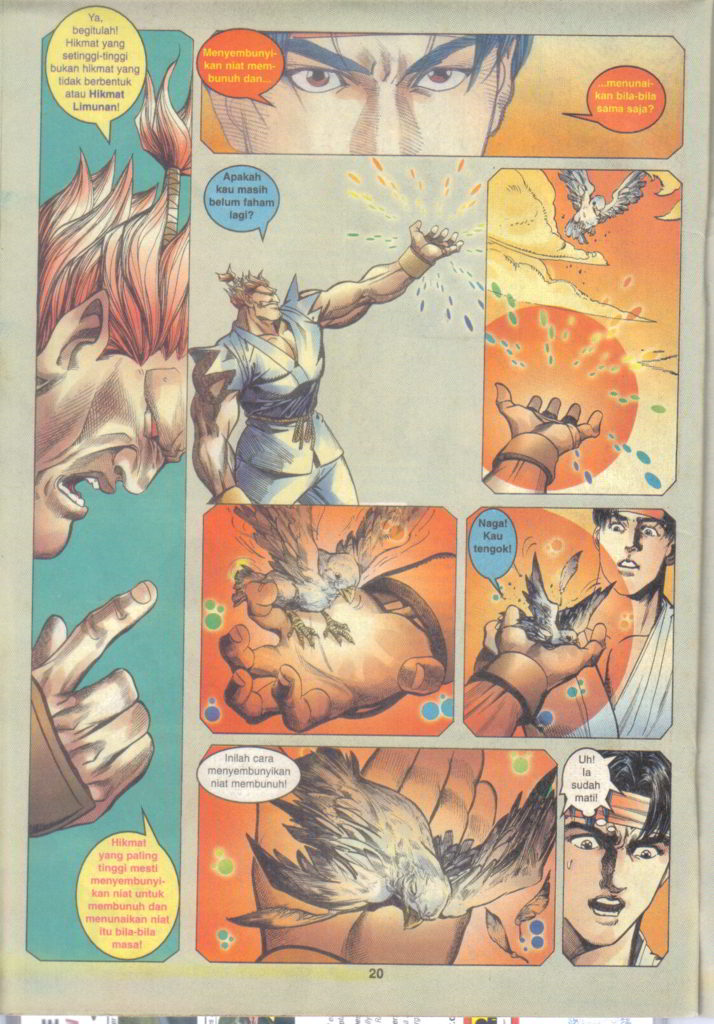 Ya,
begitulah!
Hikmat yang
setinggi-tinggi
bukan hikmat yang
tidak berbentuk
atau Hikmat
Limunan!
Hikmat
yang paling
tinggi mesti
menyembunyi-
kan niat untuk
membunuh dan
menunaikan niat
itu bila-bila
masa!
Menyembunyi-
kan niat mem-
bunuh dan...
...menunai-
kan bila-bila
sama saja?
Apakah
kau masih
belum faham
lagi?
Naga!
Kau
tengok!
Inilah cara
menyembunyikan
niat membunuh!
Uh!
Ia
sudah
mati!
20